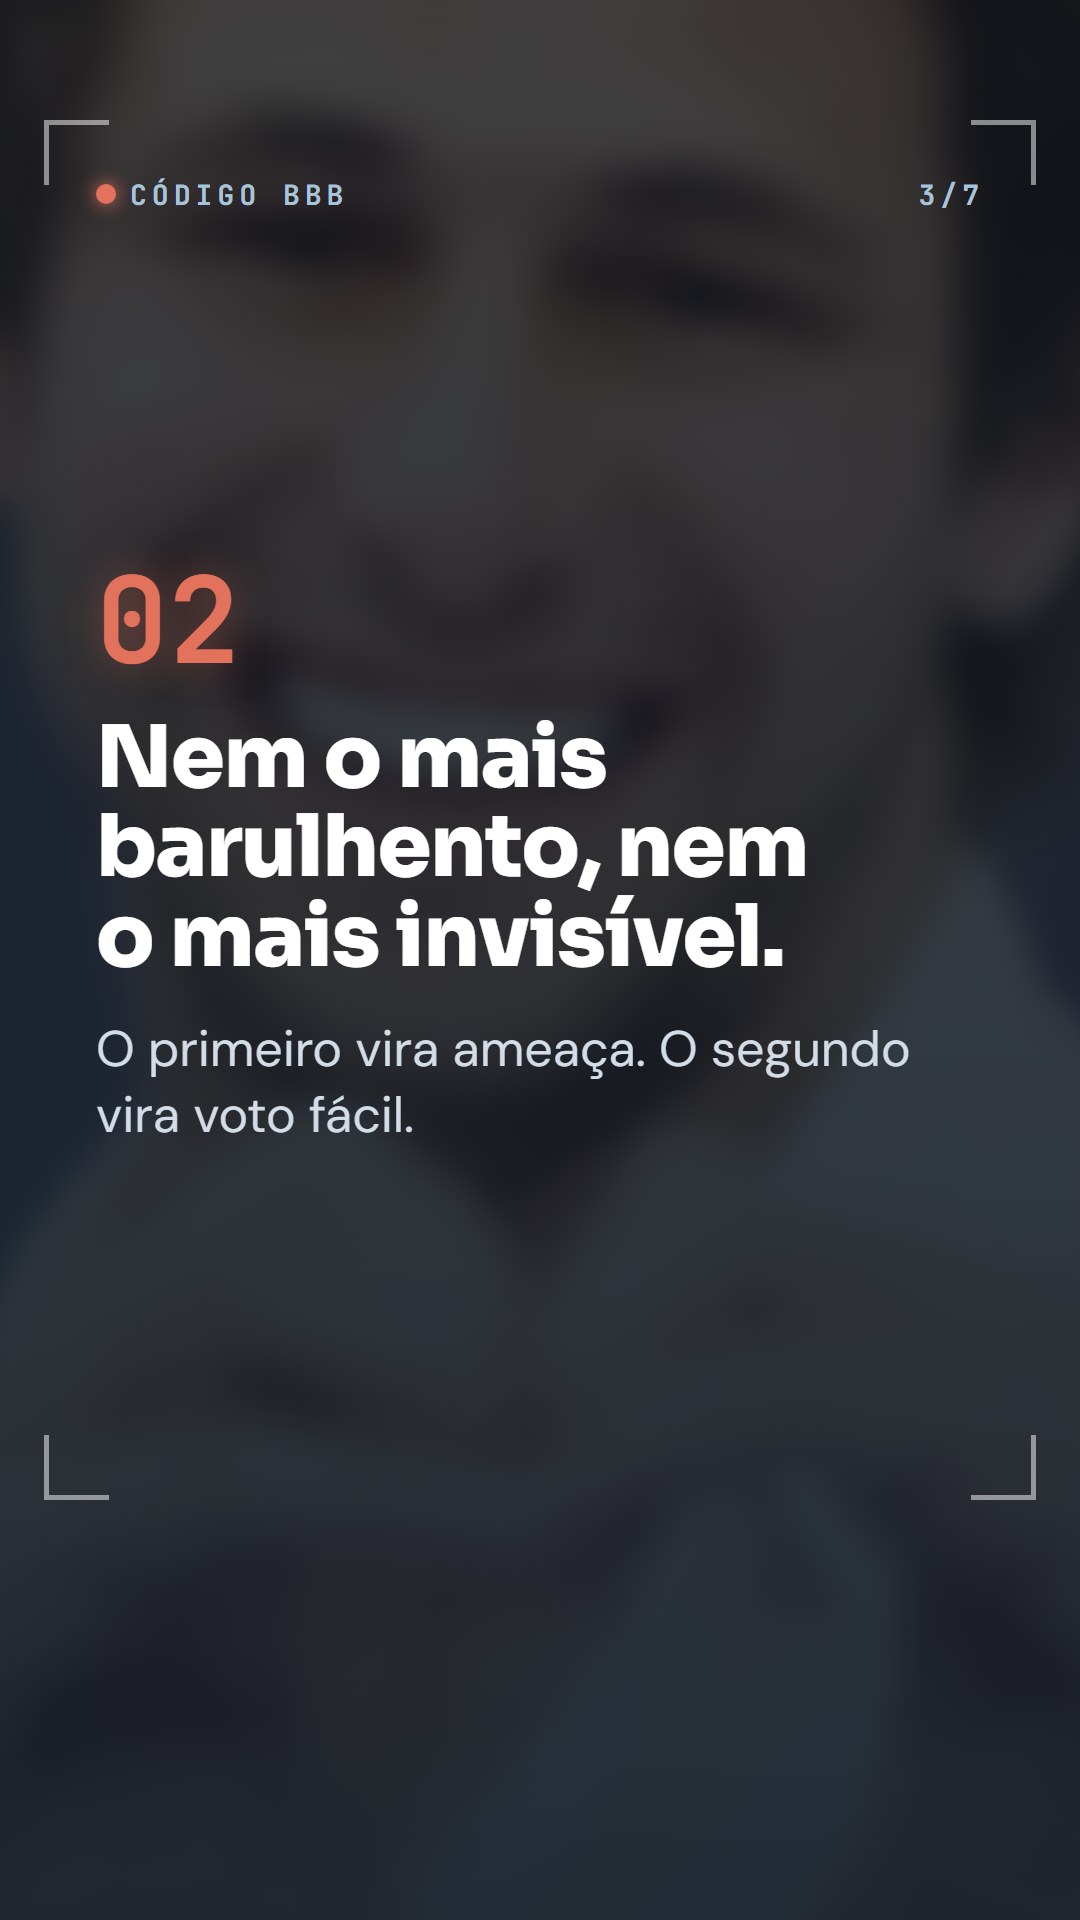 CÓDIGO BBB
3/7
02
Nem o mais
barulhento, nem
o mais invisível.
O primeiro vira ameaça. O segundo
vira voto fácil.